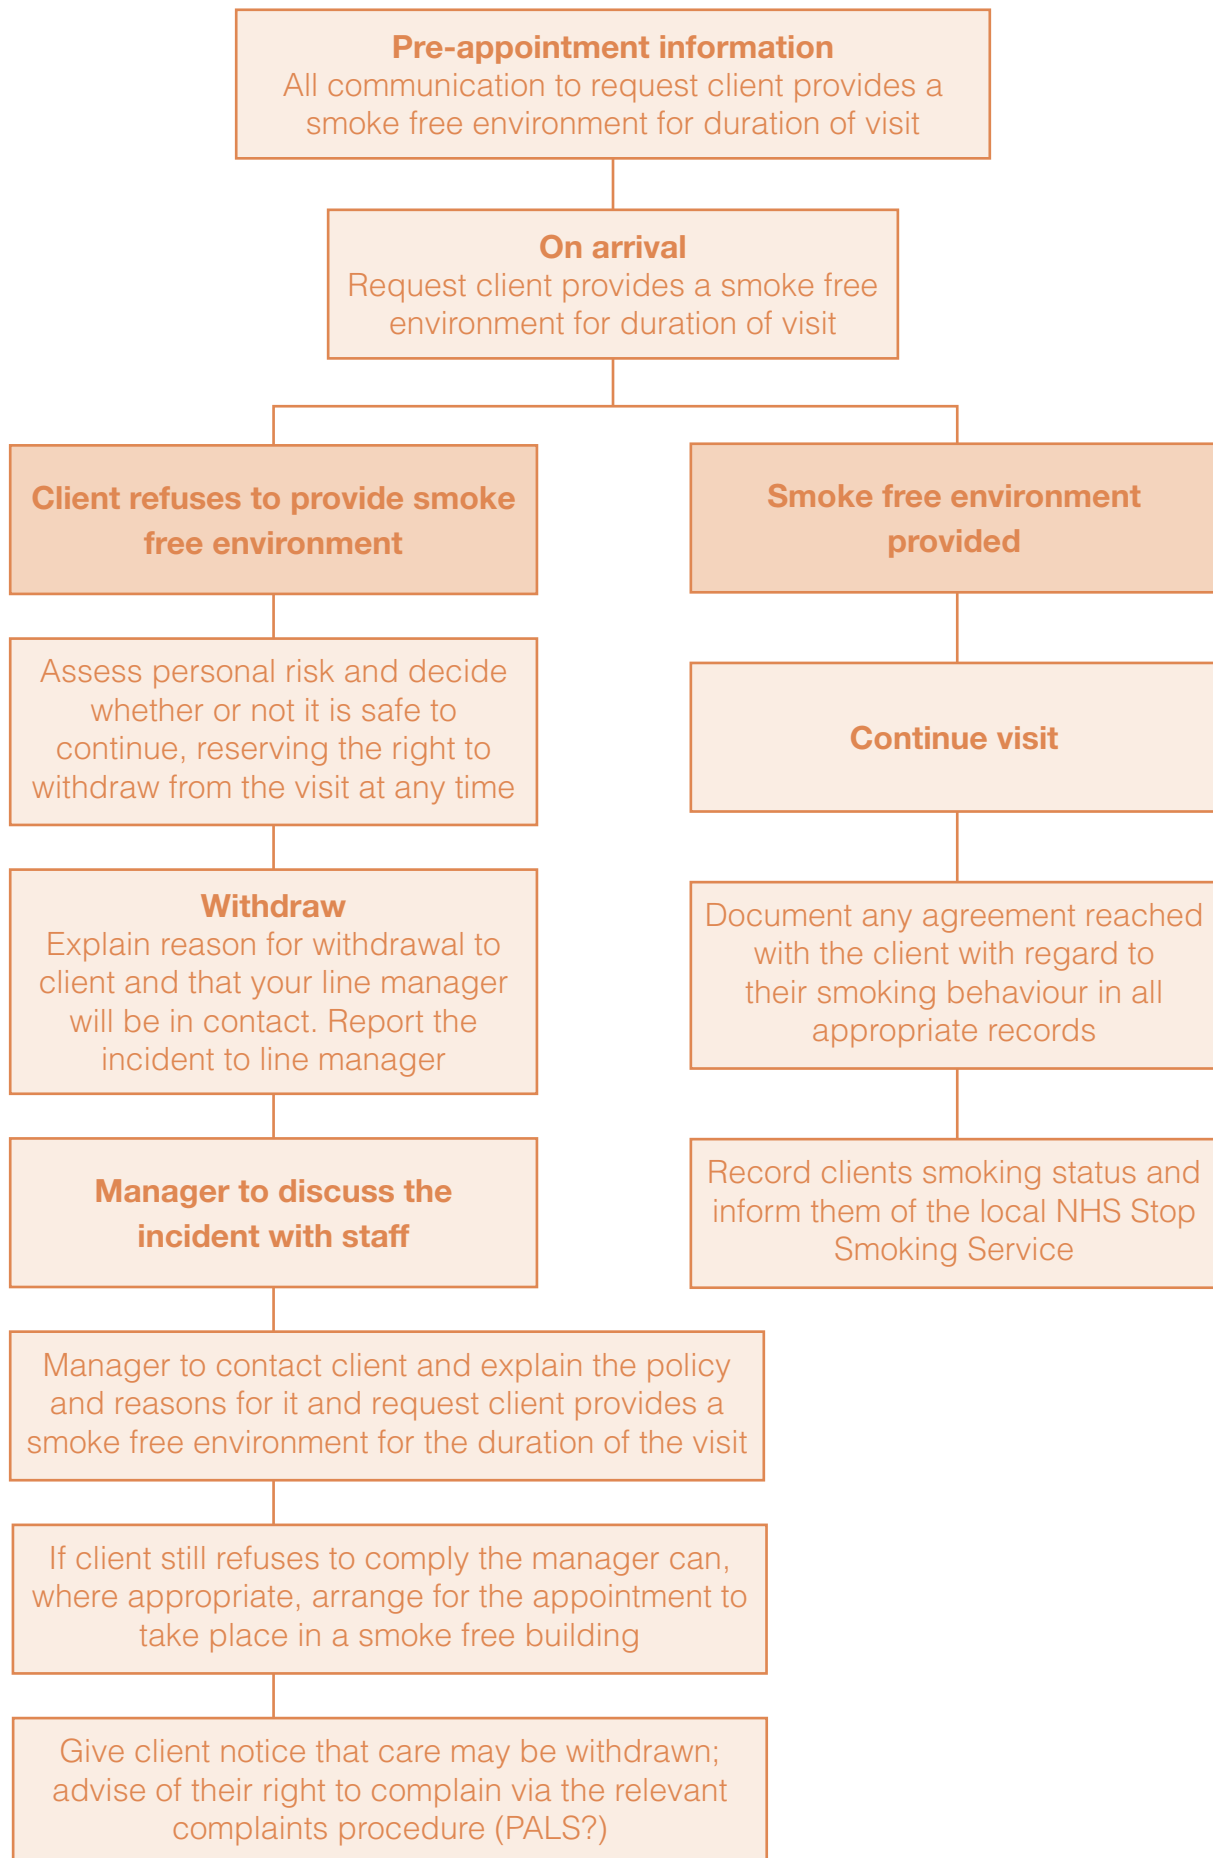 Pre-appointment information
All communication to request client provides a
smoke free environment for duration of visit
On arrival
Request client provides a smoke free
environment for duration of visit
Client refuses to provide smoke
free environment
Assess personal risk and decide
whether or not it is safe to
continue, reserving the right to
withdraw from the visit at any time
Withdraw
Explain reason for withdrawal to
client and that your line manager
will be in contact. Report the
incident to line manager
Manager to discuss the
incident with staff
Manager to contact client and explain the policy
and reasons for it and request client provides a
smoke free environment for the duration of the visit
If client still refuses to comply the manager can,
where appropriate, arrange for the appointment to
take place in a smoke free building
Give client notice that care may be withdrawn;
advise of their right to complain via the relevant
complaints procedure (PALS?)
Smoke free environment
provided
Continue visit
Document any agreement reached
with the client with regard to
their smoking behaviour in all
appropriate records
Record clients smoking status and
inform them of the local NHS Stop
Smoking Service